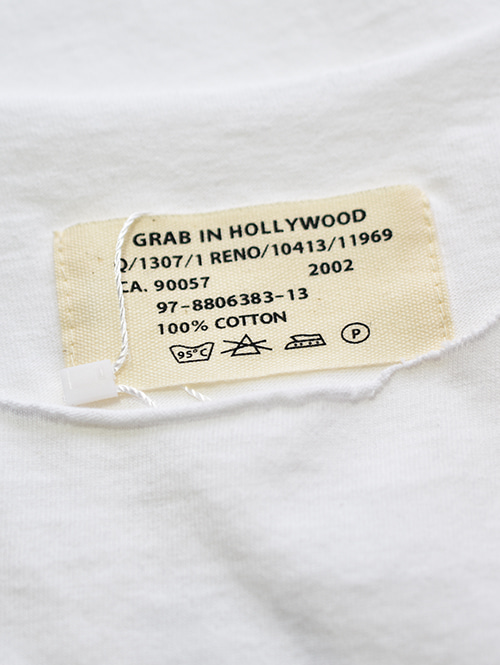 GRAB IN HOLLYWOOD
Q/1307/1 RENO/10413/11969
CA. 90057 2002
97-8806383-13
100% COTTON
95°C P